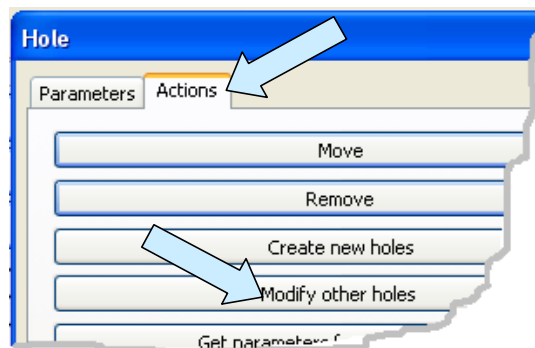 Hole
Parameters Actions
Move
Remove
Create new holes
Modify other holes
Get parameters